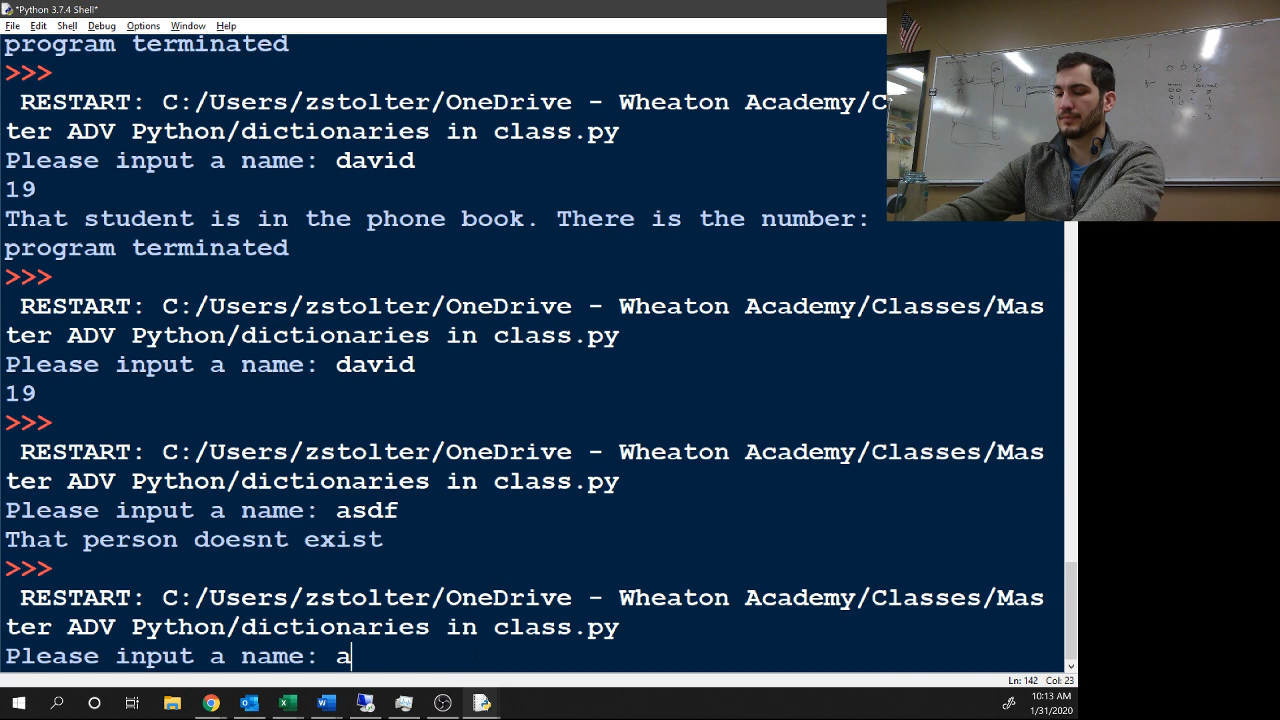 *Python 3.7.4 Shell*
File Edit Shell Debug Options Window Help
program terminated
>>>
RESTART: C:/Users/zstolter/OneDrive - Wheaton Academy/C
ter ADV Python/dictionaries in class.py
Please input a name: david
19
That student is in the phone book. There is the number:
program terminated
>>>
RESTART: C:/Users/zstolter/OneDrive - Wheaton Academy/Classes/Mas
ter ADV Python/dictionaries in class.py
Please input a name: david
19
>>>
RESTART: C:/Users/zstolter/OneDrive - Wheaton Academy/Classes/Mas
ter ADV Python/dictionaries in class.py
Please input a name: asdf
That person doesnt exist
>>>
RESTART: C:/Users/zstolter/OneDrive - Wheaton Academy/Classes/Mas
ter ADV Python/dictionaries in class.py
Please input a name: a
Ln: 142 Col: 23
10:13 AM
1/31/2020